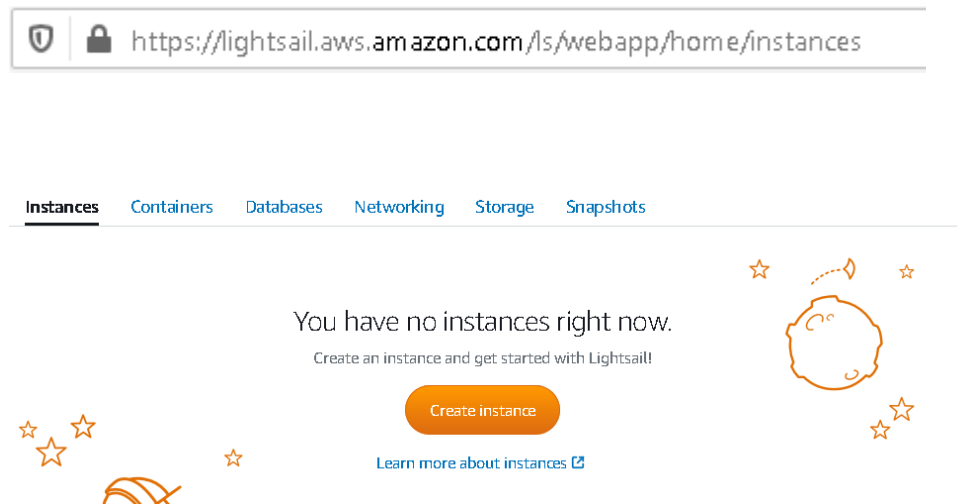 https://lightsail.aws.amazon.com/ls/webapp/home/instances
Instances Containers Databases Networking Storage Snapshots
You have no instances right now.
Create an instance and get started with Lightsail!
Create instance
Learn more about instances